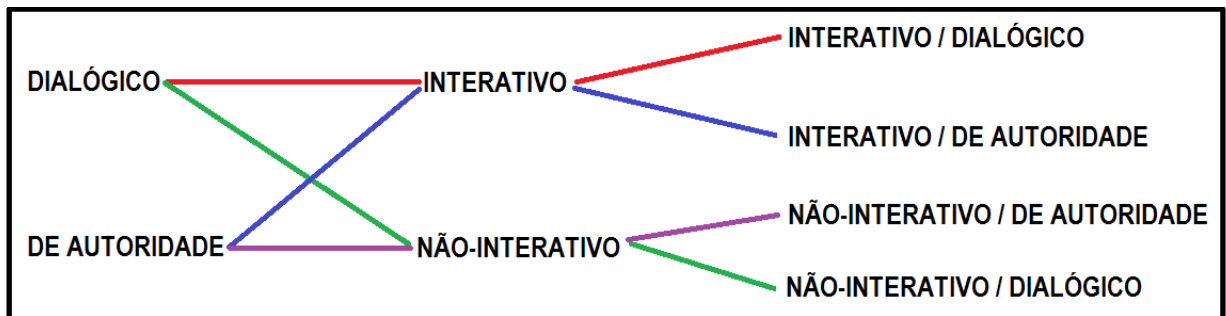 INTERATIVO / DIALÓGICO
DIALÓGICO
INTERATIVO
INTERATIVO / DE AUTORIDADE
NÃO-INTERATIVO / DE AUTORIDADE
DE AUTORIDADE
NÃO-INTERATIVO
NÃO-INTERATIVO / DIALÓGICO